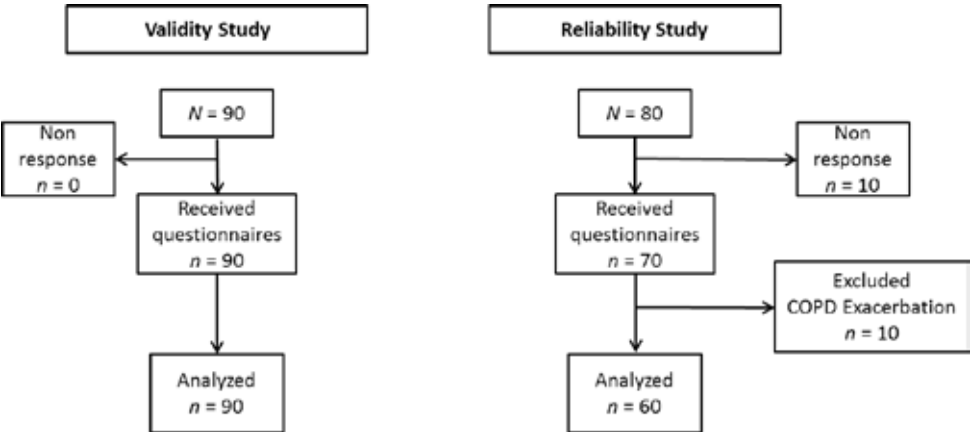 Validity Study
N = 90
Non
response
n = 0
Received
questionnaires
n = 90
Analyzed
n = 90
Reliability Study
N = 80
Non
response
n = 10
Received
questionnaires
n = 70
Excluded
COPD Exacerbation
n = 10
Analyzed
n = 60